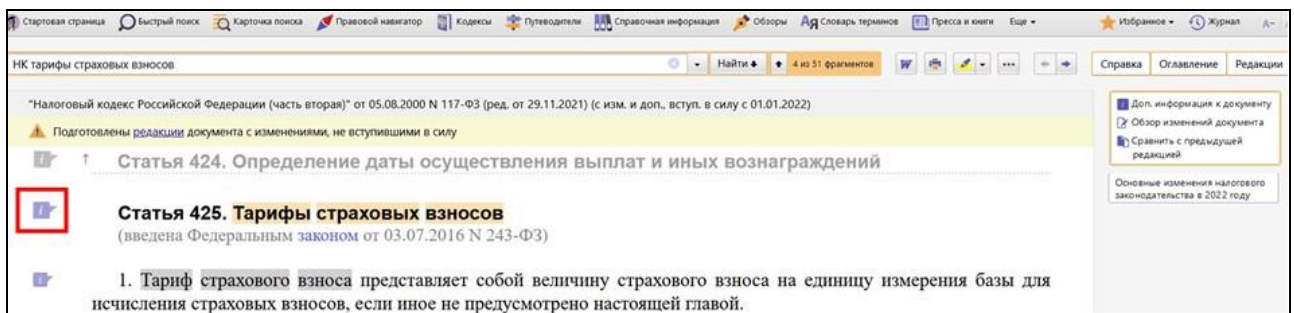 Стартовая страница Быстрый поиск Карточка поиска Правовой навигатор Кодексы Путеводители Справочная информация Обзоры Словарь терминов Пресса и книги Еще Избранное Журнал A-
НК тарифы страховых взносов Найти 4 из 51 фрагментов Справка Оглавление Редакции
"Налоговый кодекс Российской Федерации (часть вторая)" от 05.08.2000 N 117-ФЗ (ред. от 29.11.2021) (с изм. и доп., вступ. в силу с 01.01.2022)
Подготовлены редакции документа с изменениями, не вступившими в силу
Доп. информация к документу
Обзор изменений документа
Сравнить с предыдущей
редакцией
Основные изменения налогового
законодательства в 2022 году
Статья 424. Определение даты осуществления выплат и иных вознаграждений
Статья 425. Тарифы страховых взносов
(введена Федеральным законом от 03.07.2016 N 243-ФЗ)
1. Тариф страхового взноса представляет собой величину страхового взноса на единицу измерения базы для
исчисления страховых взносов, если иное не предусмотрено настоящей главой.